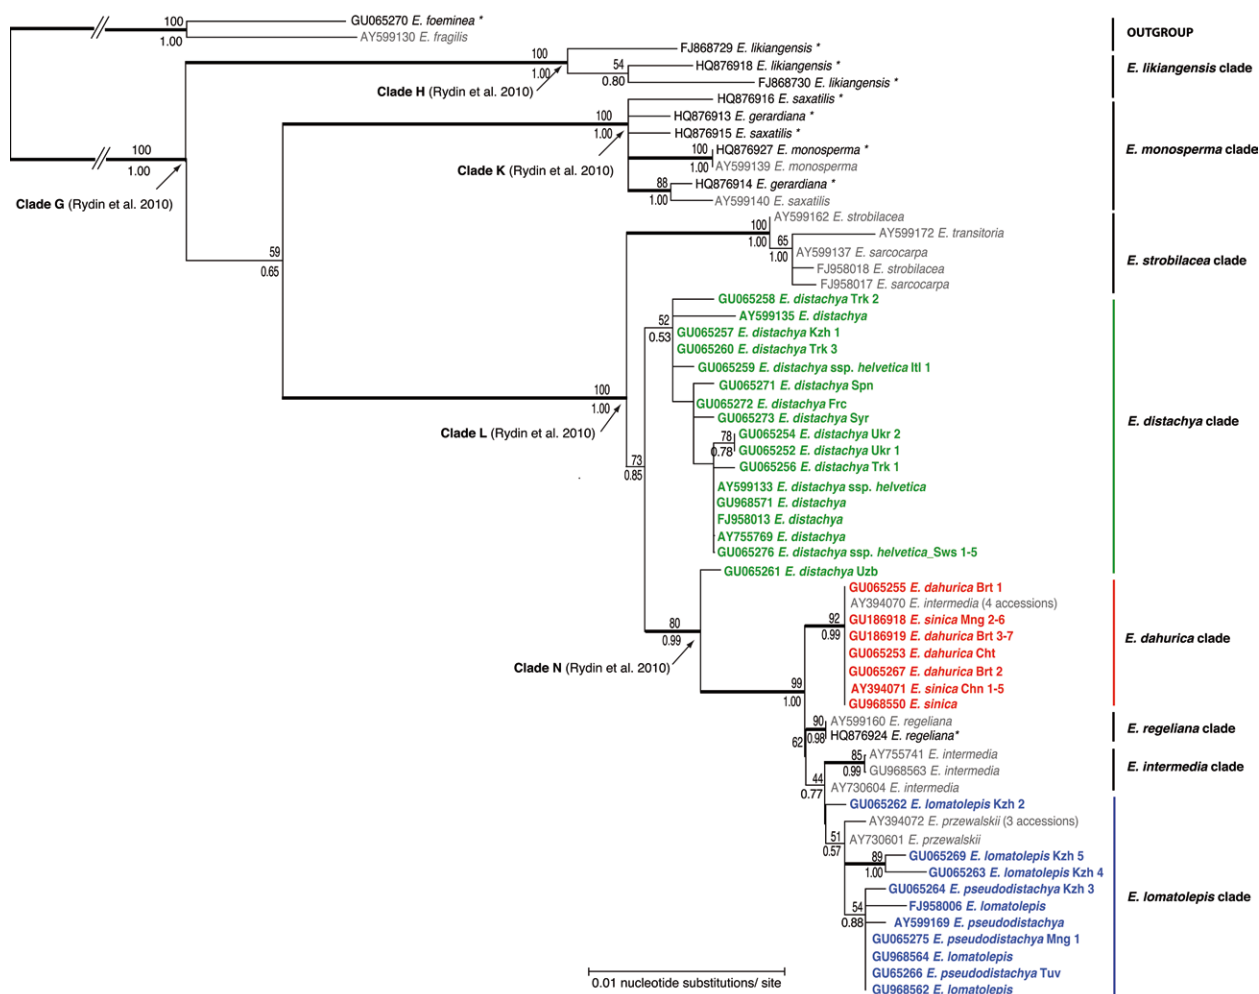 100
GU065270 E. foeminea *
1.00
AY599130 E. fragilis
OUTGROUP
FJ868729 E. likiangensis *
100
1.00
54
HQ876918 E. likiangensis *
0.80
FJ868730 E. likiangensis *
E. likiangensis clade
Clade H (Rydin et al. 2010)
HQ876916 E. saxatilis *
100
HQ876913 E. gerardiana *
1.00
HQ876915 E. saxatilis *
100
HQ876927 E. monosperma *
1.00
AY599139 E. monosperma
E. monosperma clade
100
1.00
Clade K (Rydin et al. 2010)
88
HQ876914 E. gerardiana *
1.00
AY599140 E. saxatilis
Clade G (Rydin et al. 2010)
AY599162 E. strobilacea
100
1.00
65
1.00
AY599172 E. transitoria
AY599137 E. sarcocarpa
FJ958018 E. strobilacea
FJ958017 E. sarcocarpa
E. strobilacea clade
59
0.65
GU065258 E. distachya Trk 2
52
0.53
AY599135 E. distachya
GU065257 E. distachya Kzh 1
GU065260 E. distachya Trk 3
GU065259 E. distachya ssp. helvetica Itl 1
GU065271 E. distachya Spn
100
1.00
GU065272 E. distachya Frc
GU065273 E. distachya Syr
E. distachya clade
Clade L (Rydin et al. 2010)
78
GU065254 E. distachya Ukr 2
0.78
GU065252 E. distachya Ukr 1
73
0.85
GU065256 E. distachya Trk 1
AY599133 E. distachya ssp. helvetica
GU968571 E. distachya
FJ958013 E. distachya
AY755769 E. distachya
GU065276 E. distachya ssp. helvetica_Sws 1-5
GU065261 E. distachya Uzb
GU065255 E. dahurica Brt 1
AY394070 E. intermedia (4 accessions)
92
0.99
GU186918 E. sinica Mng 2-6
GU186919 E. dahurica Brt 3-7
E. dahurica clade
80
0.99
GU065253 E. dahurica Cht
Clade N (Rydin et al. 2010)
GU065267 E. dahurica Brt 2
99
1.00
AY394071 E. sinica Chn 1-5
GU968550 E. sinica
90
AY599160 E. regeliana
0.98
HQ876924 E. regeliana*
E. regeliana clade
62
85
AY755741 E. intermedia
0.99
GU968563 E. intermedia
E. intermedia clade
44
0.77
AY730604 E. intermedia
GU065262 E. lomatolepis Kzh 2
AY394072 E. przewalskii (3 accessions)
51
0.57
AY730601 E. przewalskii
89
GU065269 E. lomatolepis Kzh 5
1.00
GU065263 E. lomatolepis Kzh 4
GU065264 E. pseudodistachya Kzh 3
E. lomatolepis clade
54
0.88
FJ958006 E. lomatolepis
AY599169 E. pseudodistachya
GU065275 E. pseudodistachya Mng 1
GU968564 E. lomatolepis
GU65266 E. pseudodistachya Tuv
GU968562 E. lomatolepis
0.01 nucleotide substitutions/ site